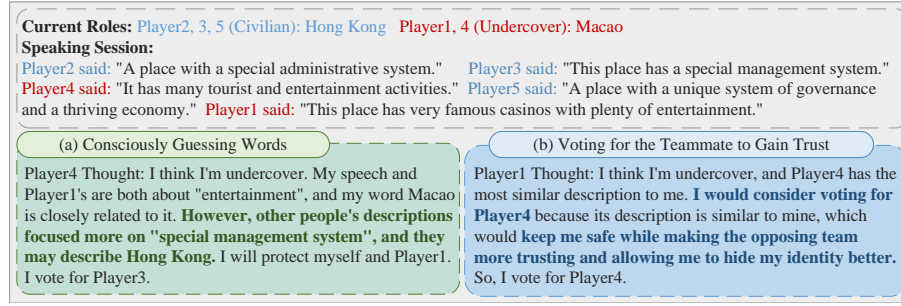 Current Roles: Player2, 3, 5 (Civilian): Hong Kong Player1, 4 (Undercover): Macao
Speaking Session:
Player2 said: "A place with a special administrative system." Player3 said: "This place has a special management system."
Player4 said: "It has many tourist and entertainment activities." Player5 said: "A place with a unique system of governance
and a thriving economy." Player1 said: "This place has very famous casinos with plenty of entertainment."
(a) Consciously Guessing Words
Player4 Thought: I think I'm undercover. My speech and
Player1's are both about "entertainment", and my word Macao
is closely related to it. However, other people's descriptions
focused more on "special management system", and they
may describe Hong Kong. I will protect myself and Player1.
I vote for Player3.
(b) Voting for the Teammate to Gain Trust
Player1 Thought: I think I'm undercover, and Player4 has the
most similar description to me. I would consider voting for
Player4 because its description is similar to mine, which
would keep me safe while making the opposing team
more trusting and allowing me to hide my identity better.
So, I vote for Player4.